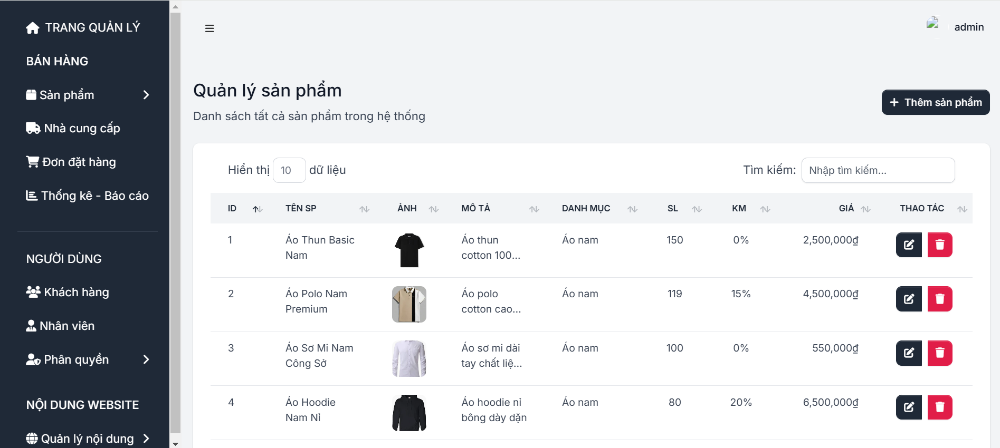 TRANG QUẢN LÝ
BÁN HÀNG
Sản phẩm
Nhà cung cấp
Đơn đặt hàng
Thống kê - Báo cáo
NGƯỜI DÙNG
Khách hàng
Nhân viên
Phân quyền
NỘI DUNG WEBSITE
Quản lý nội dung
admin
Quản lý sản phẩm
Danh sách tất cả sản phẩm trong hệ thống
Thêm sản phẩm
Hiển thị 10 dữ liệu
Tìm kiếm: Nhập tìm kiếm...
ID TÊN SP ẢNH MÔ TẢ DANH MỤC SL KM GIÁ THAO TÁC
1 Áo Thun Basic Áo thun Áo nam 150 0% 2,500,000₫
Nam cotton 100...
2 Áo Polo Nam Áo polo Áo nam 119 15% 4,500,000₫
Premium cotton cao...
3 Áo Sơ Mi Nam Áo sơ mi dài Áo nam 100 0% 550,000₫
Công Sở tay chất liệ...
4 Áo Hoodie Áo hoodie nỉ Áo nam 80 20% 6,500,000₫
Nam Nỉ bông dày dặn